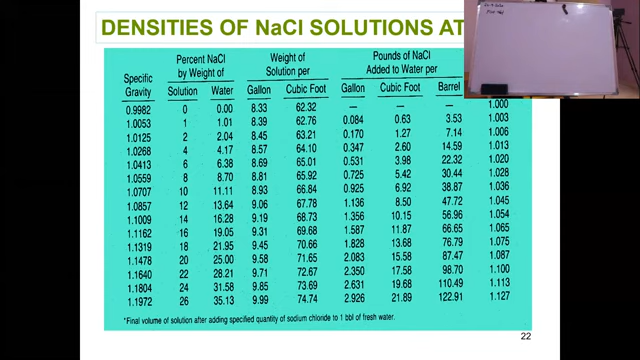 DENSITIES OF NaCl SOLUTIONS AT
Percent NaCl by Weight of
Weight of Solution per
Pounds of NaCl Added to Water per
Specific Gravity Solution Water Gallon Cubic Foot Gallon Cubic Foot Barrel
0.9982 0 0.00 8.33 62.32 — — — 1.000
1.0053 1 1.01 8.39 62.76 0.084 0.63 3.53 1.003
1.0125 2 2.04 8.45 63.21 0.170 1.27 7.14 1.006
1.0268 4 4.17 8.57 64.10 0.347 2.60 14.59 1.013
1.0413 6 6.38 8.69 65.01 0.531 3.98 22.32 1.020
1.0559 8 8.70 8.81 65.92 0.725 5.42 30.44 1.028
1.0707 10 11.11 8.93 66.84 0.925 6.92 38.87 1.036
1.0857 12 13.64 9.06 67.78 1.136 8.50 47.72 1.045
1.1009 14 16.28 9.19 68.73 1.356 10.15 56.96 1.054
1.1162 16 19.05 9.31 69.68 1.587 11.87 66.65 1.065
1.1319 18 21.95 9.45 70.66 1.828 13.68 76.79 1.075
1.1478 20 25.00 9.58 71.65 2.083 15.58 87.47 1.087
1.1640 22 28.21 9.71 72.67 2.350 17.58 98.70 1.100
1.1804 24 31.58 9.85 73.69 2.631 19.68 110.49 1.113
1.1972 26 35.13 9.99 74.74 2.926 21.89 122.91 1.127
*Final volume of solution after adding specified quantity of sodium chloride to 1 bbl of fresh water.
22